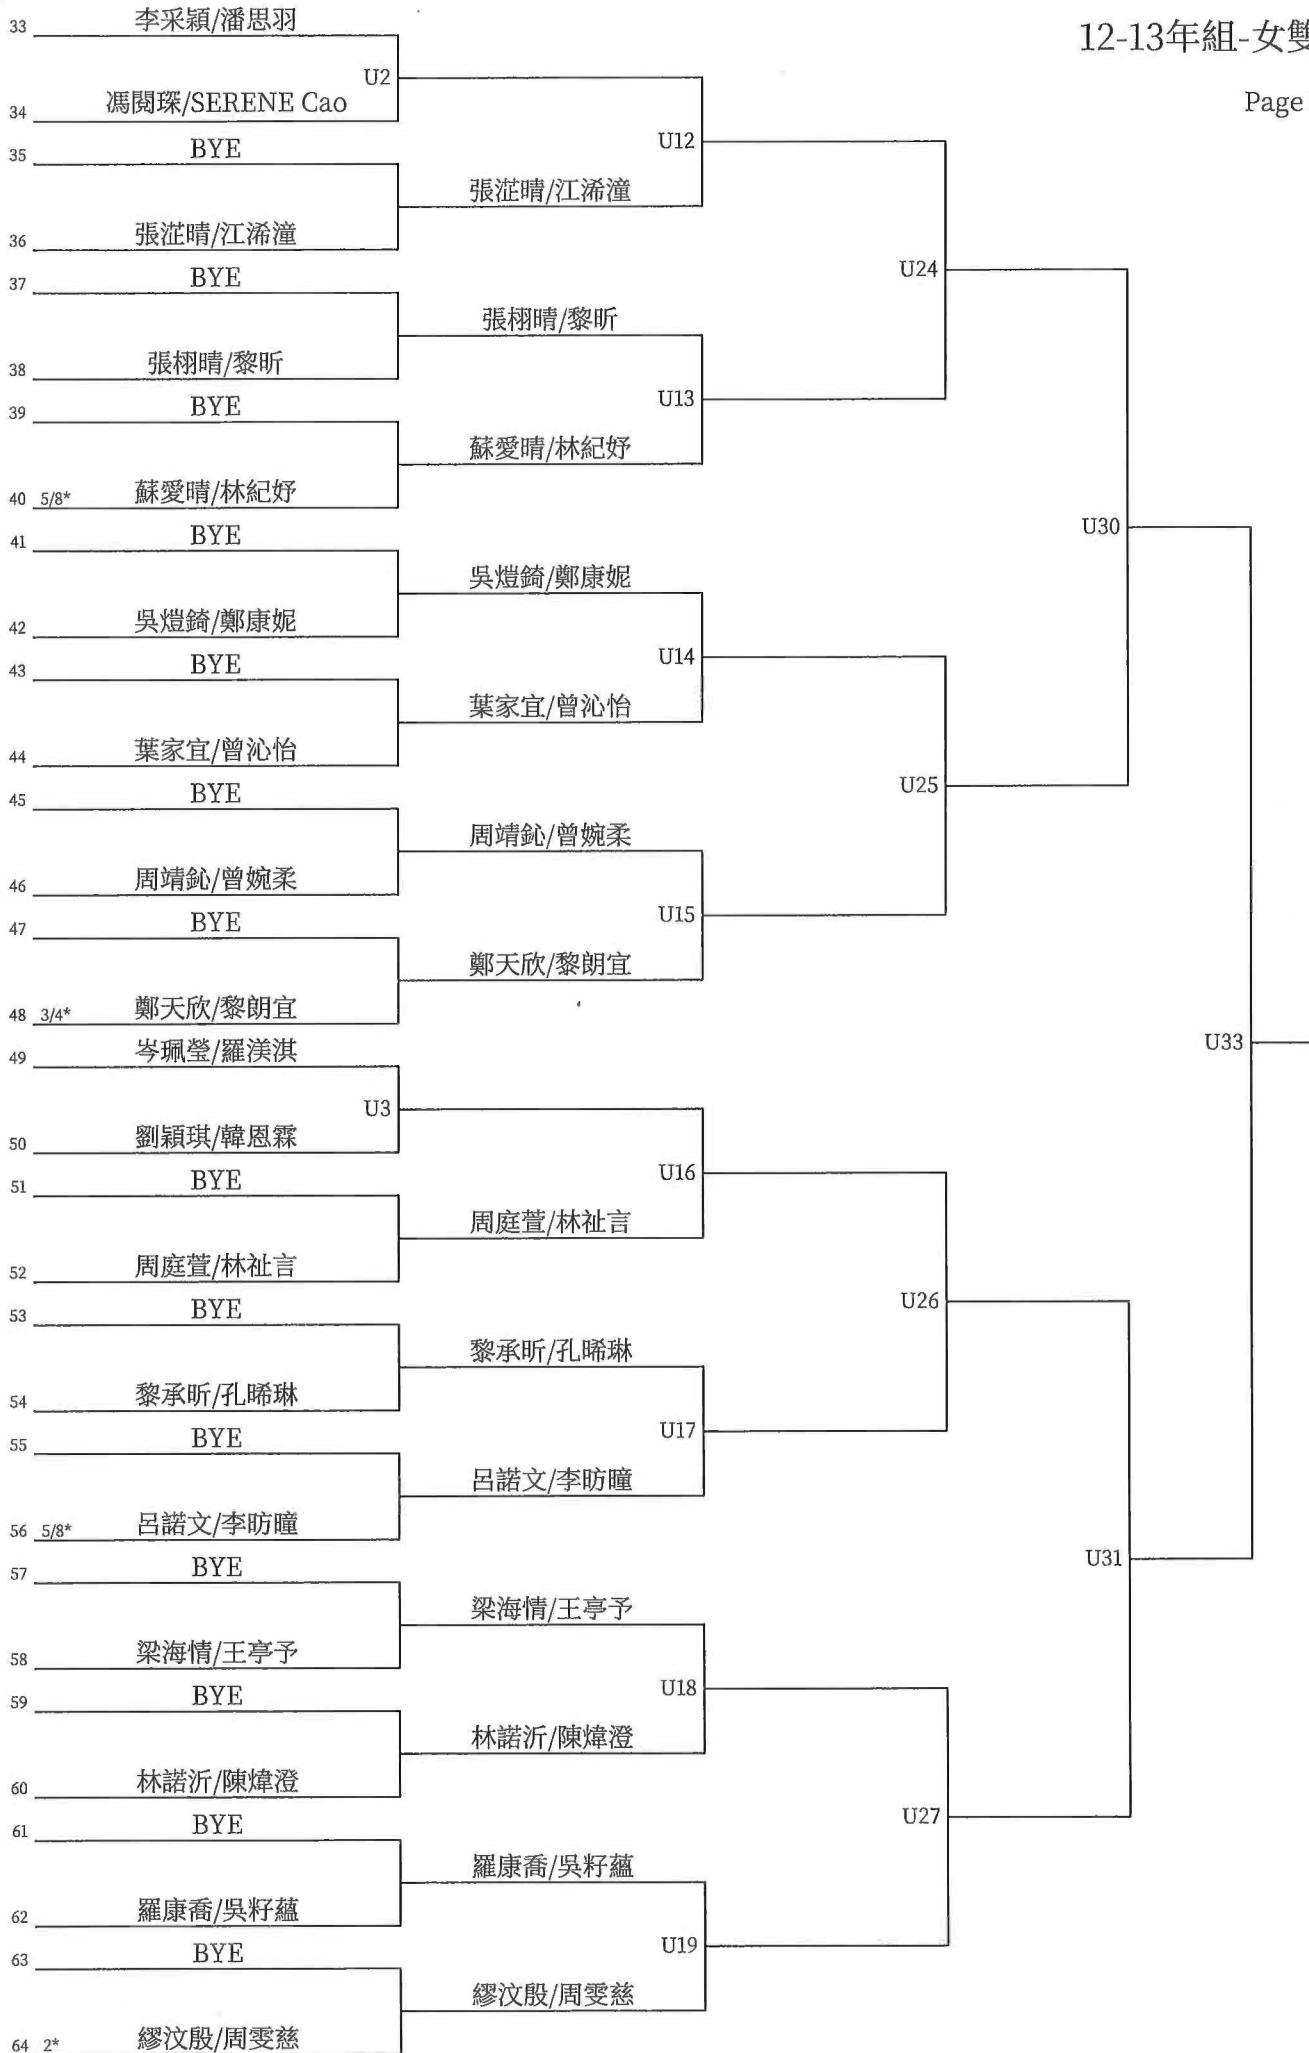 12-13年組-女雙
Page
33 李采穎/潘思羽
U2
34 馮閱琛/SERENE Cao
35 BYE
U12
張淽晴/江浠潼
36 張淽晴/江浠潼
37 BYE
U24
張栩晴/黎昕
38 張栩晴/黎昕
39 BYE
U13
蘇愛晴/林紀妤
40 5/8* 蘇愛晴/林紀妤
41 BYE
U30
吳愷錡/鄭康妮
42 吳愷錡/鄭康妮
43 BYE
U14
葉家宜/曾沁怡
44 葉家宜/曾沁怡
45 BYE
U25
周靖鈊/曾婉柔
46 周靖鈊/曾婉柔
47 BYE
U15
鄭天欣/黎朗宜
48 3/4* 鄭天欣/黎朗宜
49 岑珮瑩/羅渼淇
U33
U3
50 劉穎琪/韓恩霖
51 BYE
U16
周庭萱/林祉言
52 周庭萱/林祉言
53 BYE
U26
黎承昕/孔晞琳
54 黎承昕/孔晞琳
55 BYE
U17
呂諾文/李昉瞳
56 5/8* 呂諾文/李昉瞳
57 BYE
U31
梁海情/王亭予
58 梁海情/王亭予
59 BYE
U18
林諾沂/陳煒澄
60 林諾沂/陳煒澄
61 BYE
U27
羅康喬/吳籽蘊
62 羅康喬/吳籽蘊
63 BYE
U19
繆汶殷/周雯慈
64 2* 繆汶殷/周雯慈